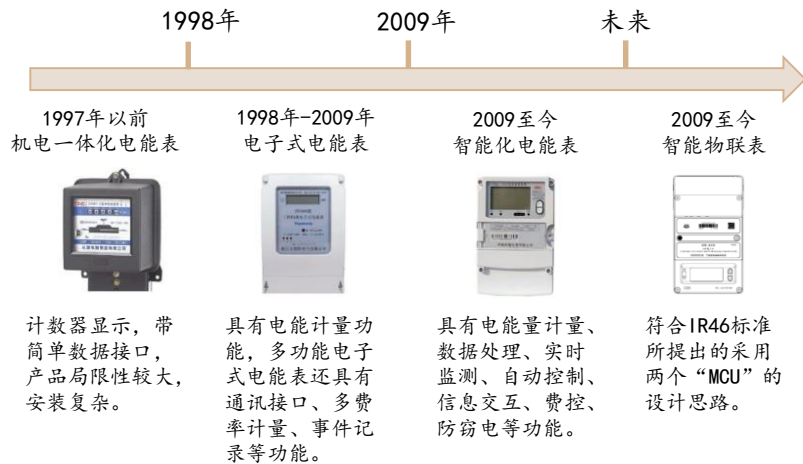 1998年
2009年
未来
1997年以前
机电一体化电能表
1998年-2009年
电子式电能表
2009至今
智能化电能表
2009至今
智能物联表
计数器显示，带
简单数据接口，
产品局限性较大，
安装复杂。
具有电能计量功
能，多功能电子
式电能表还具有
通讯接口、多费
率计量、事件记
录等功能。
具有电能量计量、
数据处理、实时
监测、自动控制、
信息交互、费控、
防窃电等功能。
符合IR46标准
所提出的采用
两个“MCU”的
设计思路。